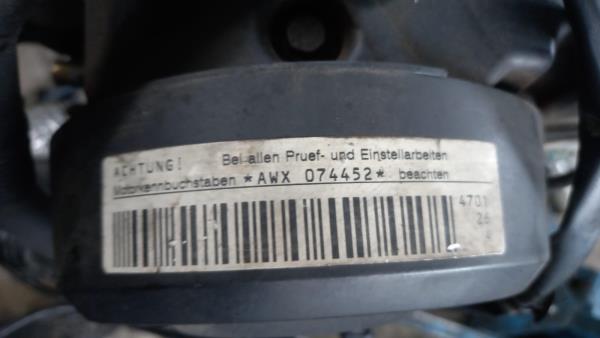 ACHTUNG! Bei allen Pruef- und Einstellarbeiten
Motorkennbuchstaben *AWX 074452* beachten
4701
26